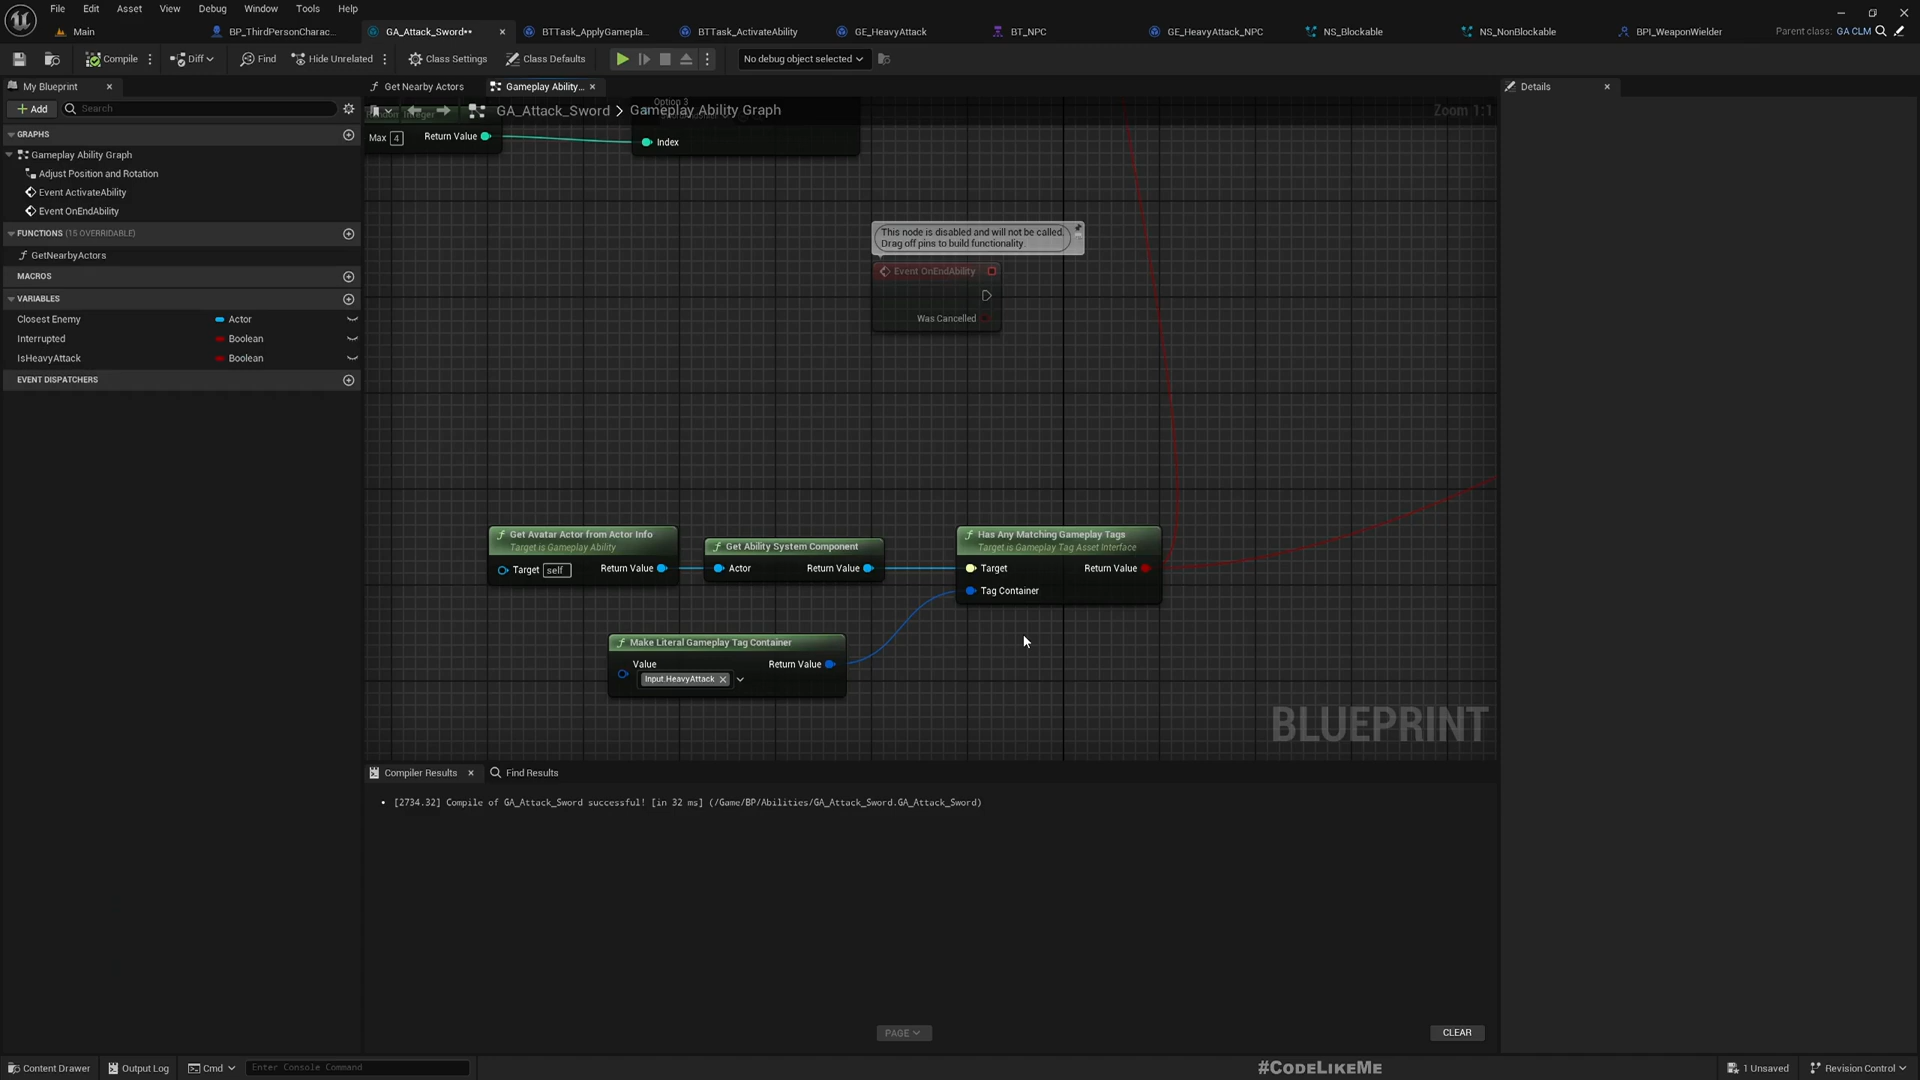 File Edit Asset View Debug Window Tools Help
Main
BP_ThirdPersonCharac...
GA_Attack_Sword••
BTTask_ApplyGamepla...
BTTask_ActivateAbility
GE_HeavyAttack
BT_NPC
GE_HeavyAttack_NPC
NS_Blockable
NS_NonBlockable
BPI_WeaponWielder
Parent class: GA CLM
Compile
Diff
Find
Hide Unrelated
Class Settings
Class Defaults
No debug object selected
My Blueprint
Get Nearby Actors
Gameplay Ability...
Details
Add
Search
GA_Attack_Sword > Gameplay Ability Graph
Zoom 1:1
GRAPHS
Gameplay Ability Graph
Adjust Position and Rotation
Event ActivateAbility
Event OnEndAbility
FUNCTIONS (15 OVERRIDABLE)
GetNearbyActors
MACROS
VARIABLES
Closest Enemy Actor
Interrupted Boolean
IsHeavyAttack Boolean
EVENT DISPATCHERS
Option 3
Max 4 Return Value
Index
This node is disabled and will not be called.
Drag off pins to build functionality.
Event OnEndAbility
Was Cancelled
Get Avatar Actor from Actor Info
Target is Gameplay Ability
Target self Return Value
Get Ability System Component
Actor Return Value
Has Any Matching Gameplay Tags
Target is Gameplay Tag Asset Interface
Target Return Value
Tag Container
Make Literal Gameplay Tag Container
Value Return Value
Input.HeavyAttack
BLUEPRINT
Compiler Results
Find Results
[2734.32] Compile of GA_Attack_Sword successful! [in 32 ms] (/Game/BP/Abilities/GA_Attack_Sword.GA_Attack_Sword)
PAGE
CLEAR
Content Drawer
Output Log
Cmd
Enter Console Command
#CODELIKEME
1 Unsaved
Revision Control